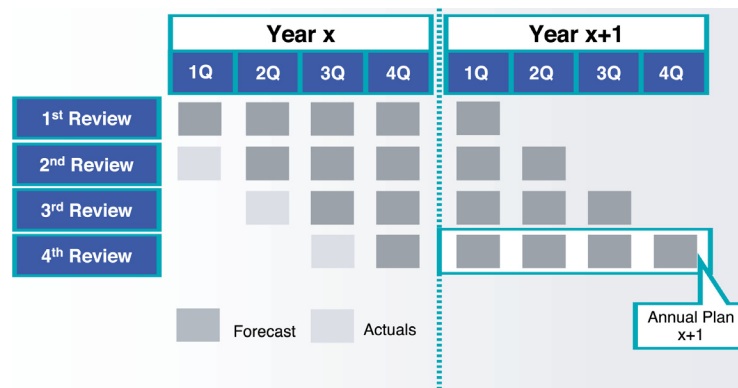 Year x
Year x+1
1Q 2Q 3Q 4Q 1Q 2Q 3Q 4Q
1st Review
2nd Review
3rd Review
4th Review
Annual Plan
x+1
Forecast
Actuals